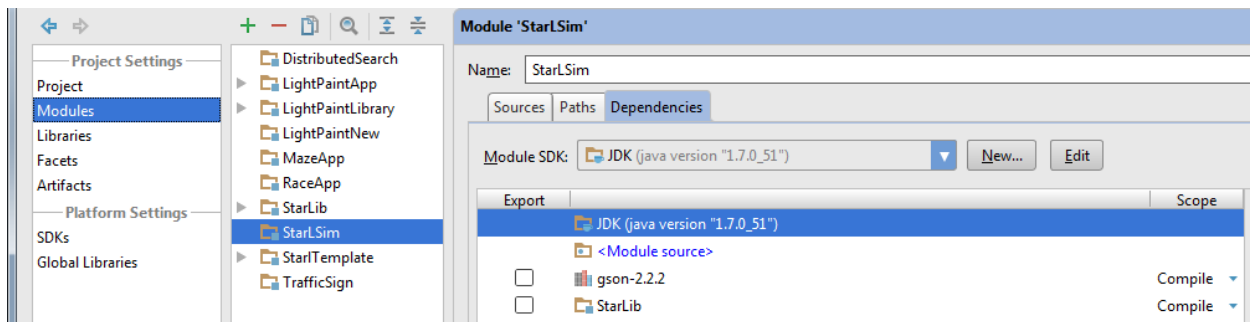 Module 'StarLSim'
Project Settings
Project
Modules
Libraries
Facets
Artifacts
Platform Settings
SDKs
Global Libraries
DistributedSearch
LightPaintApp
LightPaintLibrary
LightPaintNew
MazeApp
RaceApp
StarLib
StarLSim
StarlTemplate
TrafficSign
Name: StarLSim
Sources Paths Dependencies
Module SDK: JDK (java version "1.7.0_51") New... Edit
Export Scope
JDK (java version "1.7.0_51")
<Module source>
gson-2.2.2 Compile
StarLib Compile